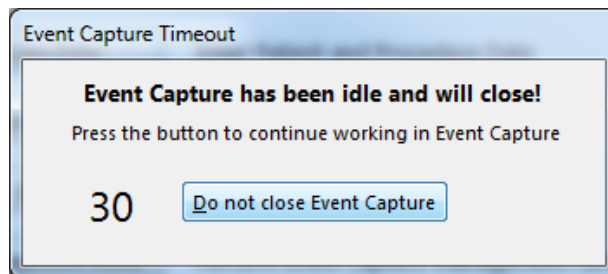 Event Capture Timeout
Event Capture has been idle and will close!
Press the button to continue working in Event Capture
30 Do not close Event Capture